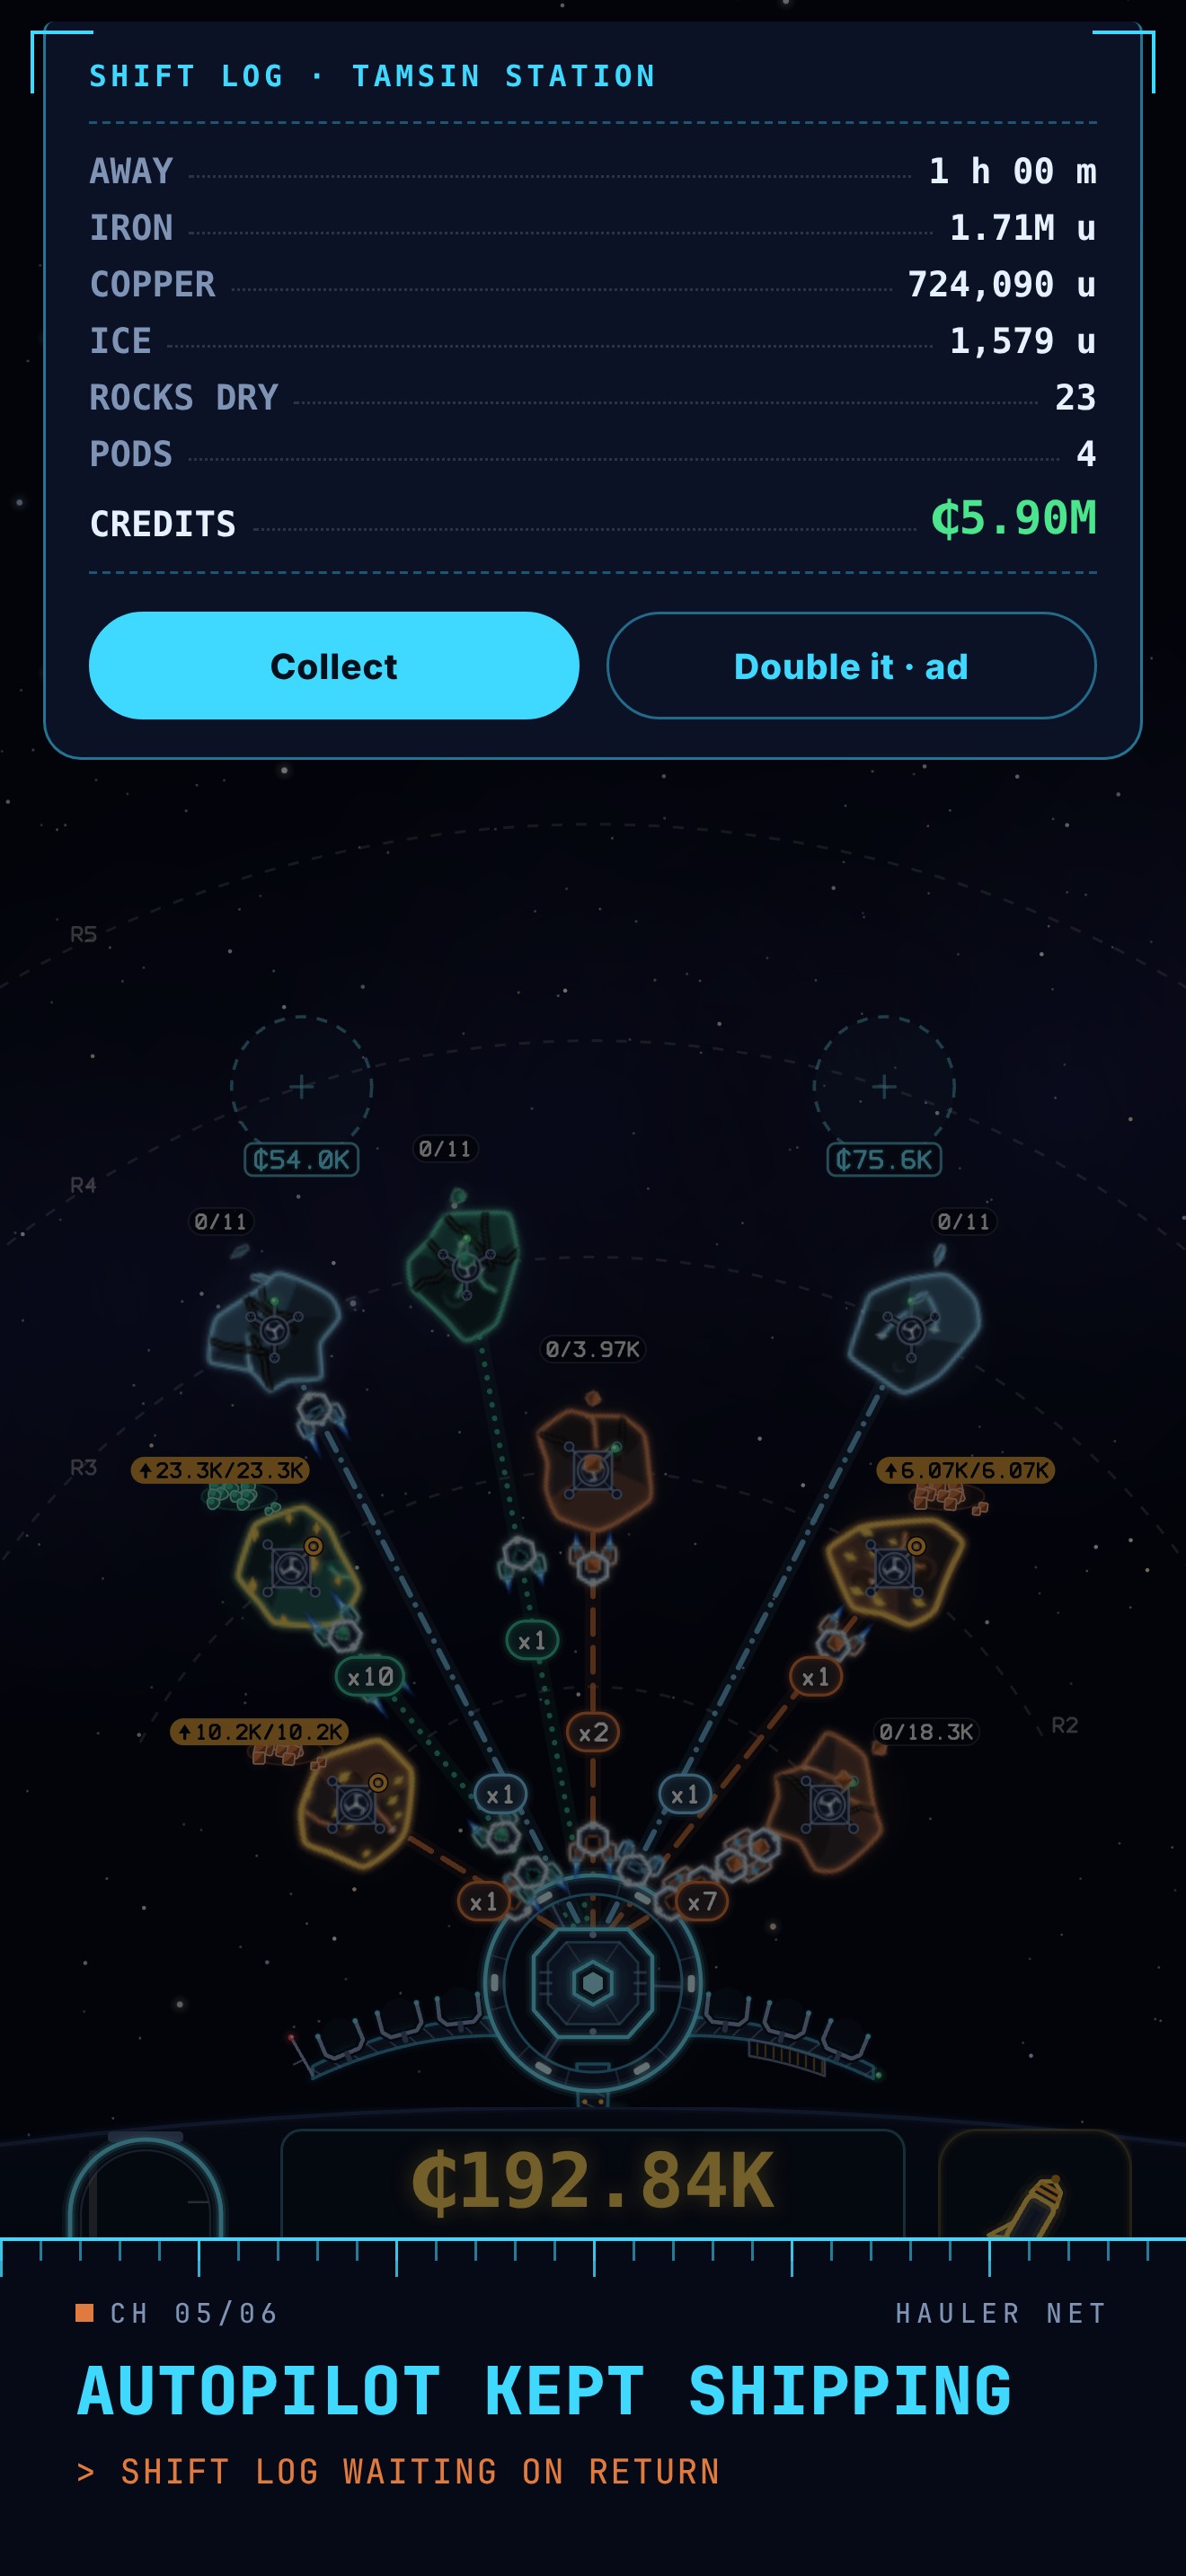 SHIFT LOG · TAMSIN STATION
AWAY 1 h 00 m
IRON 1.71M u
COPPER 724,090 u
ICE 1,579 u
ROCKS DRY 23
PODS 4
CREDITS ₵5.90M
Collect Double it · ad
R5
₵54.0K 0/11 ₵75.6K
R4
0/11 0/11
0/3.97K
R3 ↑23.3K/23.3K ↑6.07K/6.07K
x1
x10 x1
↑10.2K/10.2K x2 0/18.3K R2
x1 x1
x1 x7
₵192.84K
CH 05/06 HAULER NET
AUTOPILOT KEPT SHIPPING
> SHIFT LOG WAITING ON RETURN